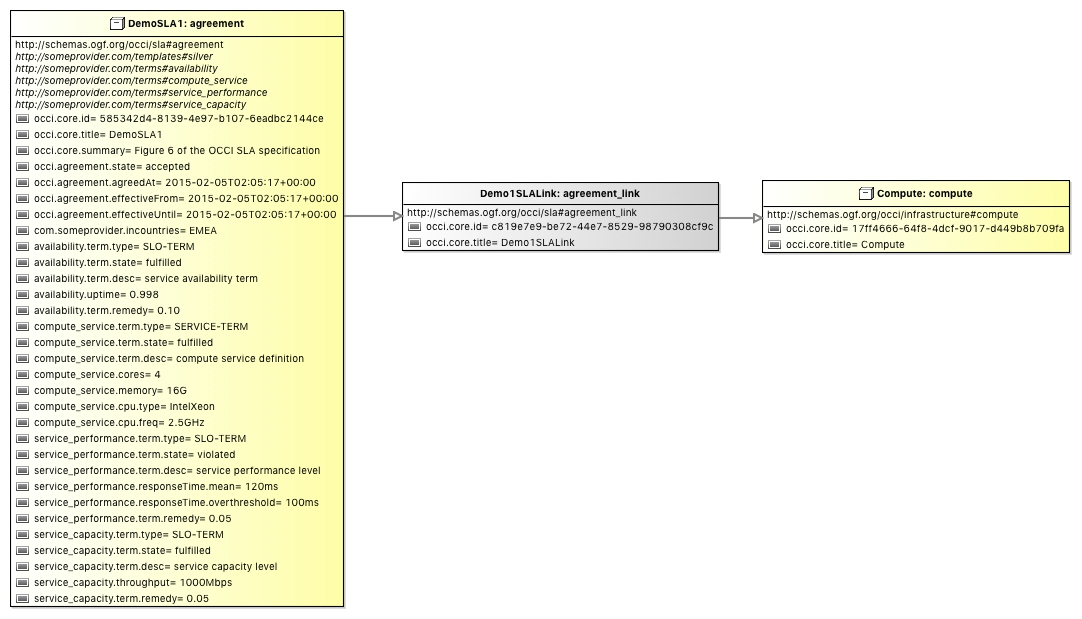 DemoSLA1: agreement
http://schemas.ogf.org/occi/sla#agreement
http://someprovider.com/templates#silver
http://someprovider.com/terms#availability
http://someprovider.com/terms#compute_service
http://someprovider.com/terms#service_performance
http://someprovider.com/terms#service_capacity
occi.core.id= 585342d4-8139-4e97-b107-6eadbc2144ce
occi.core.title= DemoSLA1
occi.core.summary= Figure 6 of the OCCI SLA specification
occi.agreement.state= accepted
occi.agreement.agreedAt= 2015-02-05T02:05:17+00:00
occi.agreement.effectiveFrom= 2015-02-05T02:05:17+00:00
occi.agreement.effectiveUntil= 2015-02-05T02:05:17+00:00
com.someprovider.incountries= EMEA
availability.term.type= SLO-TERM
availability.term.state= fulfilled
availability.term.desc= service availability term
availability.uptime= 0.998
availability.term.remedy= 0.10
compute_service.term.type= SERVICE-TERM
compute_service.term.state= fulfilled
compute_service.term.desc= compute service definition
compute_service.cores= 4
compute_service.memory= 16G
compute_service.cpu.type= IntelXeon
compute_service.cpu.freq= 2.5GHz
service_performance.term.type= SLO-TERM
service_performance.term.state= violated
service_performance.term.desc= service performance level
service_performance.responseTime.mean= 120ms
service_performance.responseTime.overthreshold= 100ms
service_performance.term.remedy= 0.05
service_capacity.term.type= SLO-TERM
service_capacity.term.state= fulfilled
service_capacity.term.desc= service capacity level
service_capacity.throughput= 1000Mbps
service_capacity.term.remedy= 0.05
Demo1SLALink: agreement_link
http://schemas.ogf.org/occi/sla#agreement_link
occi.core.id= c819e7e9-be72-44e7-8529-98790308cf9c
occi.core.title= Demo1SLALink
Compute: compute
http://schemas.ogf.org/occi/infrastructure#compute
occi.core.id= 17ff4666-64f8-4dcf-9017-d449b8b709fa
occi.core.title= Compute